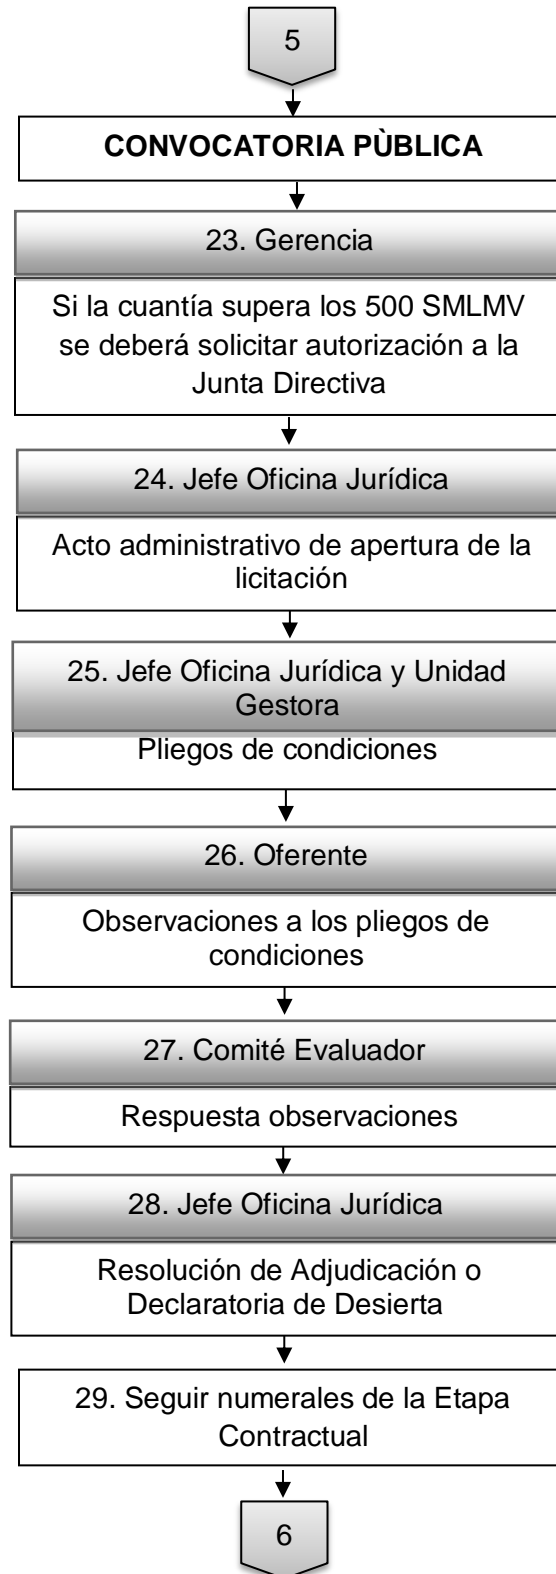 5
CONVOCATORIA PÙBLICA
23. Gerencia
Si la cuantía supera los 500 SMLMV
se deberá solicitar autorización a la
Junta Directiva
24. Jefe Oficina Jurídica
Acto administrativo de apertura de la
licitación
25. Jefe Oficina Jurídica y Unidad
Gestora
Pliegos de condiciones
26. Oferente
Observaciones a los pliegos de
condiciones
27. Comité Evaluador
Respuesta observaciones
28. Jefe Oficina Jurídica
Resolución de Adjudicación o
Declaratoria de Desierta
29. Seguir numerales de la Etapa
Contractual
6